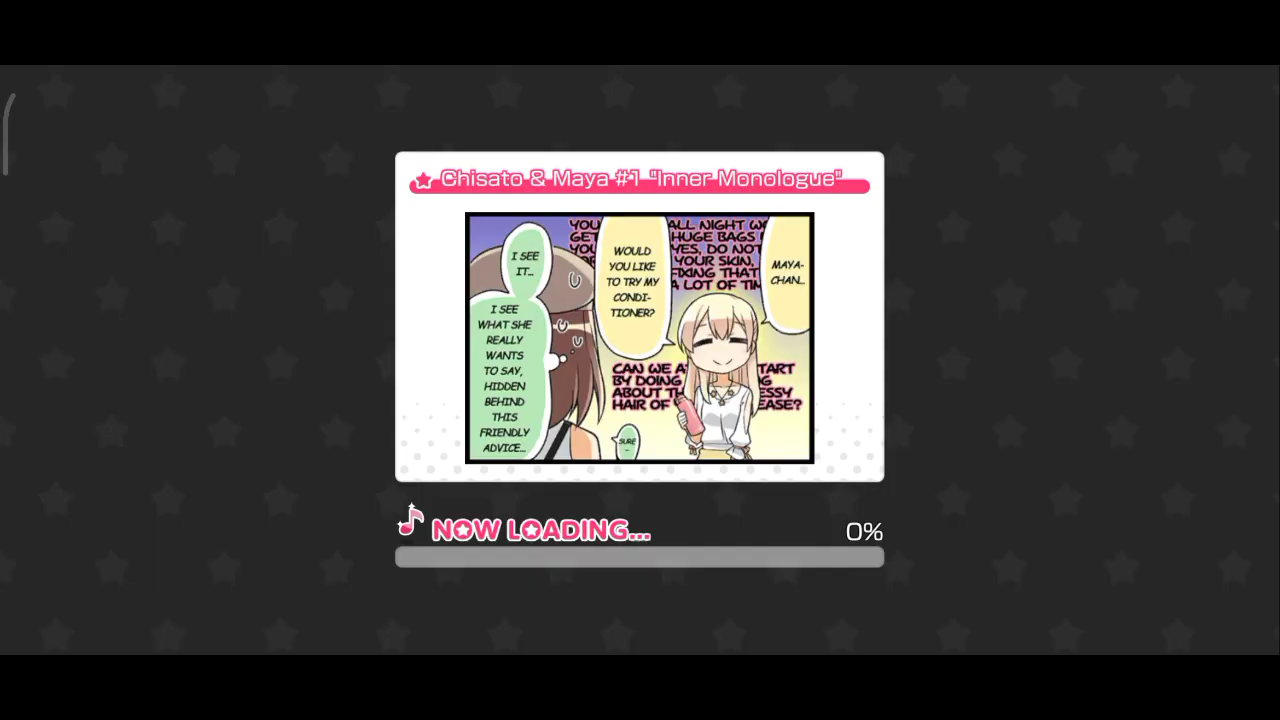 Chisato & Maya #1 "Inner Monologue"
MAYA-
CHAN...
WOULD
YOU LIKE
TO TRY MY
CONDI-
TIONER?
YOU ALL NIGHT
GET HUGE BAGS
DO NOT
YOUR SKIN,
FIXING THAT
A LOT OF
CAN WE START
BY DOING
ABOUT
HAIR OF
I SEE
IT...
I SEE
WHAT SHE
REALLY
WANTS
TO SAY,
HIDDEN
BEHIND
THIS
FRIENDLY
ADVICE...
SURE
...
NOW LOADING...
0%